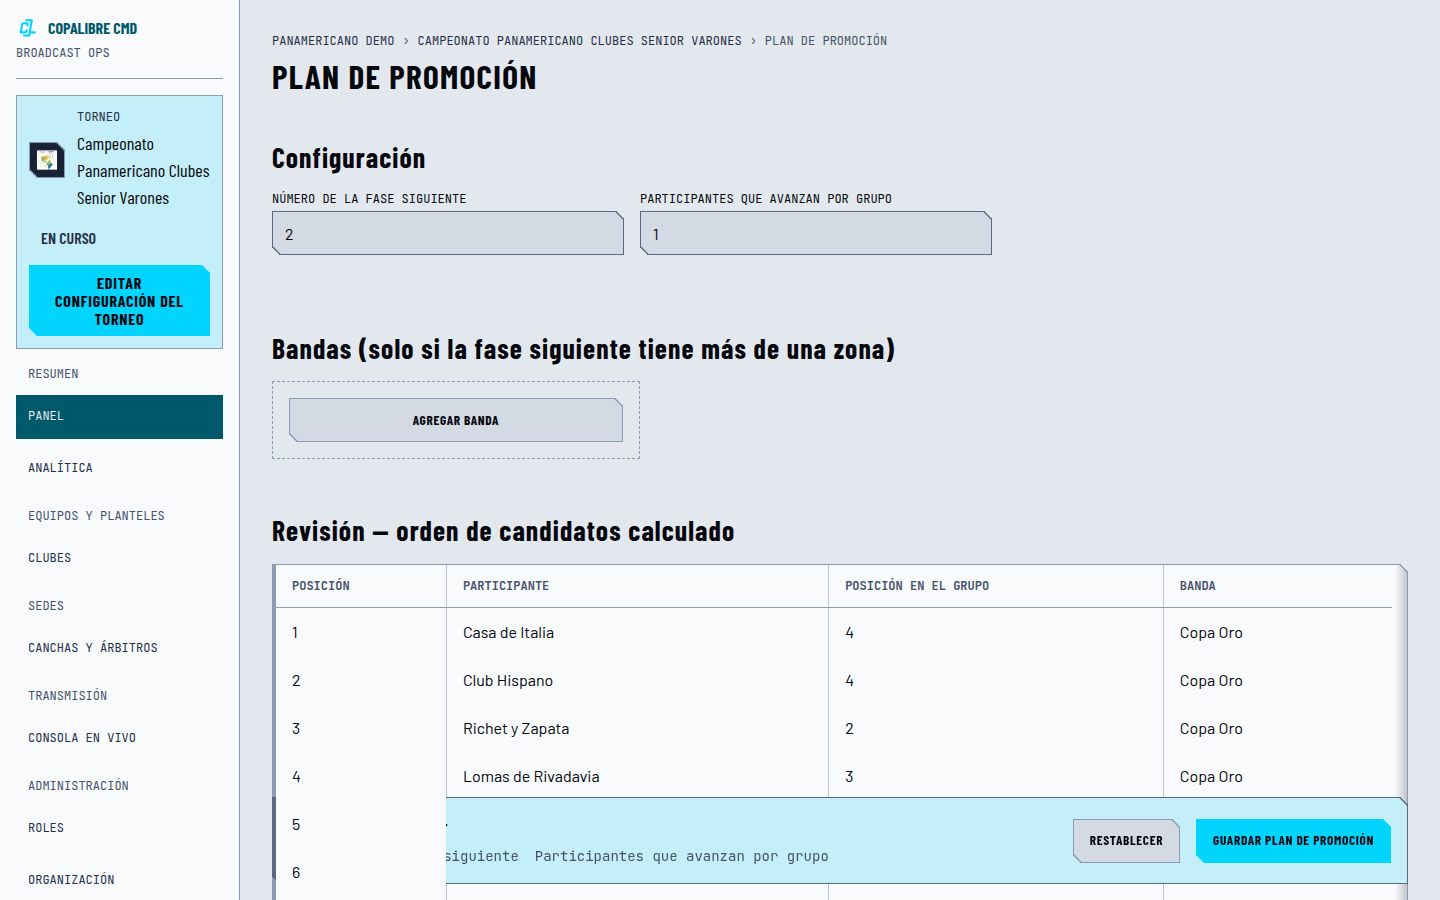 COPALIBRE CMD
BROADCAST OPS
TORNEO
Campeonato
Panamericano Clubes
Senior Varones
EN CURSO
EDITAR
CONFIGURACIÓN DEL
TORNEO
RESUMEN
PANEL
ANALÍTICA
EQUIPOS Y PLANTELES
CLUBES
SEDES
CANCHAS Y ÁRBITROS
TRANSMISIÓN
CONSOLA EN VIVO
ADMINISTRACIÓN
ROLES
ORGANIZACIÓN
PANAMERICANO DEMO › CAMPEONATO PANAMERICANO CLUBES SENIOR VARONES › PLAN DE PROMOCIÓN
PLAN DE PROMOCIÓN
Configuración
NÚMERO DE LA FASE SIGUIENTE PARTICIPANTES QUE AVANZAN POR GRUPO
2 1
Bandas (solo si la fase siguiente tiene más de una zona)
AGREGAR BANDA
Revisión — orden de candidatos calculado
POSICIÓN PARTICIPANTE POSICIÓN EN EL GRUPO BANDA
1 Casa de Italia 4 Copa Oro
2 Club Hispano 4 Copa Oro
3 Richet y Zapata 2 Copa Oro
4 Lomas de Rivadavia 3 Copa Oro
5
siguiente Participantes que avanzan por grupo
RESTABLECER GUARDAR PLAN DE PROMOCIÓN
6